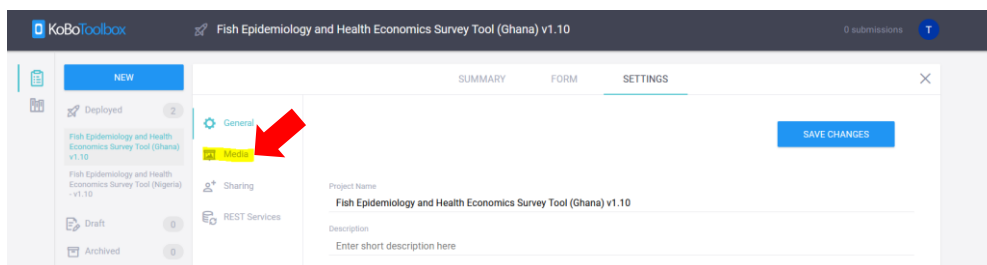 KoBoToolbox
Fish Epidemiology and Health Economics Survey Tool (Ghana) v1.10
0 submissions
T
NEW
SUMMARY
FORM
SETTINGS
Deployed
2
Fish Epidemiology and Health
Economics Survey Tool (Ghana)
v1.10
Fish Epidemiology and Health
Economics Survey Tool (Nigeria)
- v1.10
Draft
0
Archived
0
General
Media
Sharing
REST Services
SAVE CHANGES
Project Name
Fish Epidemiology and Health Economics Survey Tool (Ghana) v1.10
Description
Enter short description here